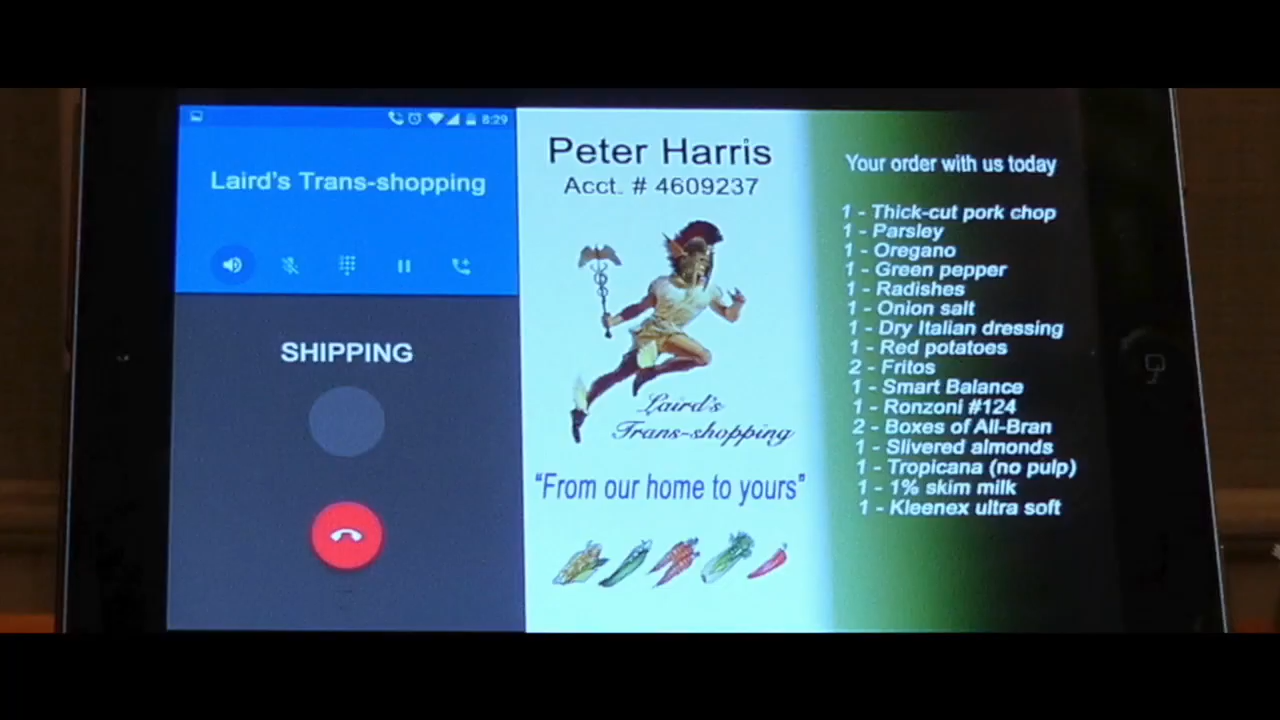 8:29
Laird's Trans-shopping
SHIPPING
Peter Harris
Acct. # 4609237
Laird's
Trans-shopping
"From our home to yours"
Your order with us today
1 - Thick-cut pork chop
1 - Parsley
1 - Oregano
1 - Green pepper
1 - Radishes
1 - Onion salt
1 - Dry Italian dressing
1 - Red potatoes
2 - Fritos
1 - Smart Balance
1 - Ronzoni #124
2 - Boxes of All-Bran
1 - Slivered almonds
1 - Tropicana (no pulp)
1 - 1% skim milk
1 - Kleenex ultra soft